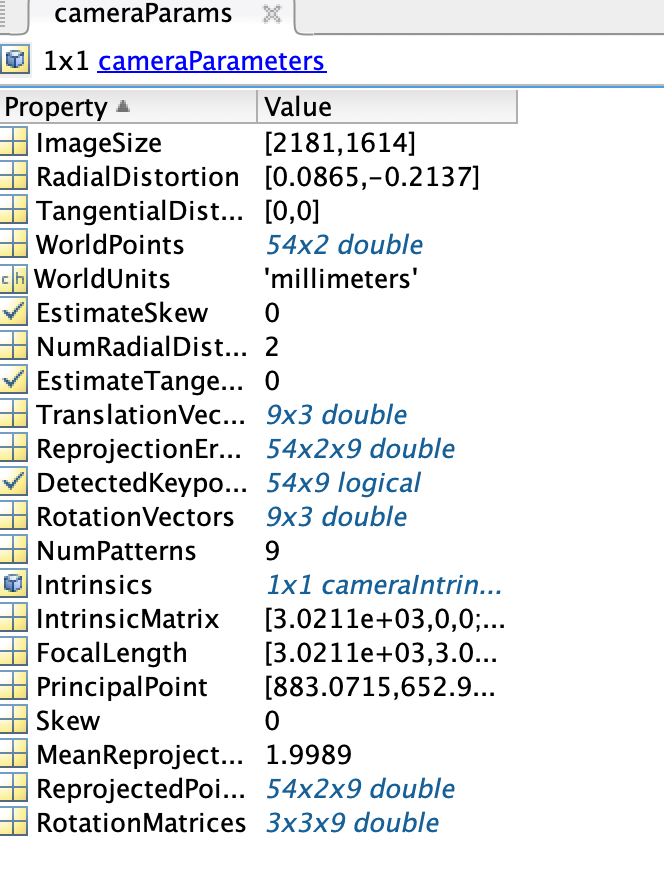 cameraParams
1x1 cameraParameters
Property Value
ImageSize [2181,1614]
RadialDistortion [0.0865,-0.2137]
TangentialDist... [0,0]
WorldPoints 54x2 double
ch WorldUnits 'millimeters'
EstimateSkew 0
NumRadialDist... 2
EstimateTange... 0
TranslationVec... 9x3 double
ReprojectionEr... 54x2x9 double
DetectedKeypo... 54x9 logical
RotationVectors 9x3 double
NumPatterns 9
Intrinsics 1x1 cameraIntrin...
IntrinsicMatrix [3.0211e+03,0,0;...
FocalLength [3.0211e+03,3.0...
PrincipalPoint [883.0715,652.9...
Skew 0
MeanReproject... 1.9989
ReprojectedPoi... 54x2x9 double
RotationMatrices 3x3x9 double